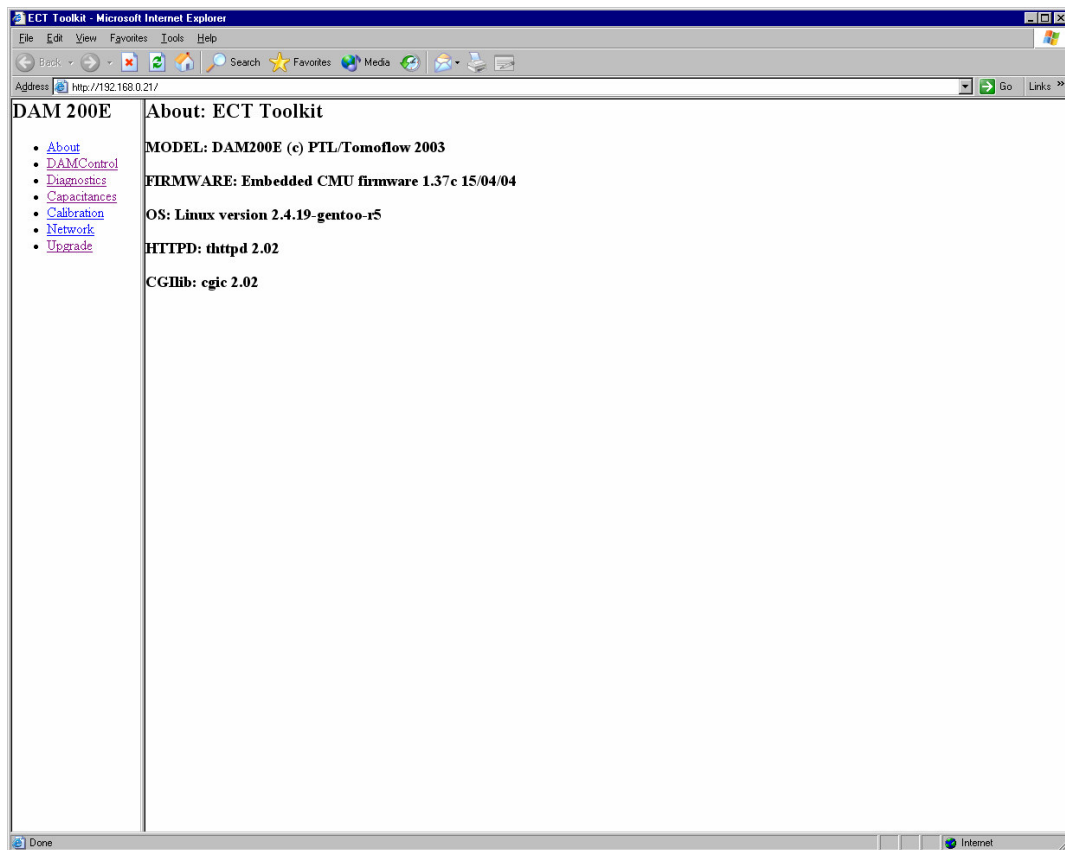 ECT Toolkit - Microsoft Internet Explorer
File Edit View Favorites Tools Help
Back Search Favorites Media
Address http://192.168.0.21/ Go Links »
DAM 200E
About
DAMControl
Diagnostics
Capacitances
Calibration
Network
Upgrade
About: ECT Toolkit
MODEL: DAM200E (c) PTL/Tomoflow 2003
FIRMWARE: Embedded CMU firmware 1.37c 15/04/04
OS: Linux version 2.4.19-gentoo-r5
HTTPD: thttpd 2.02
CGIlib: cgic 2.02
Done Internet